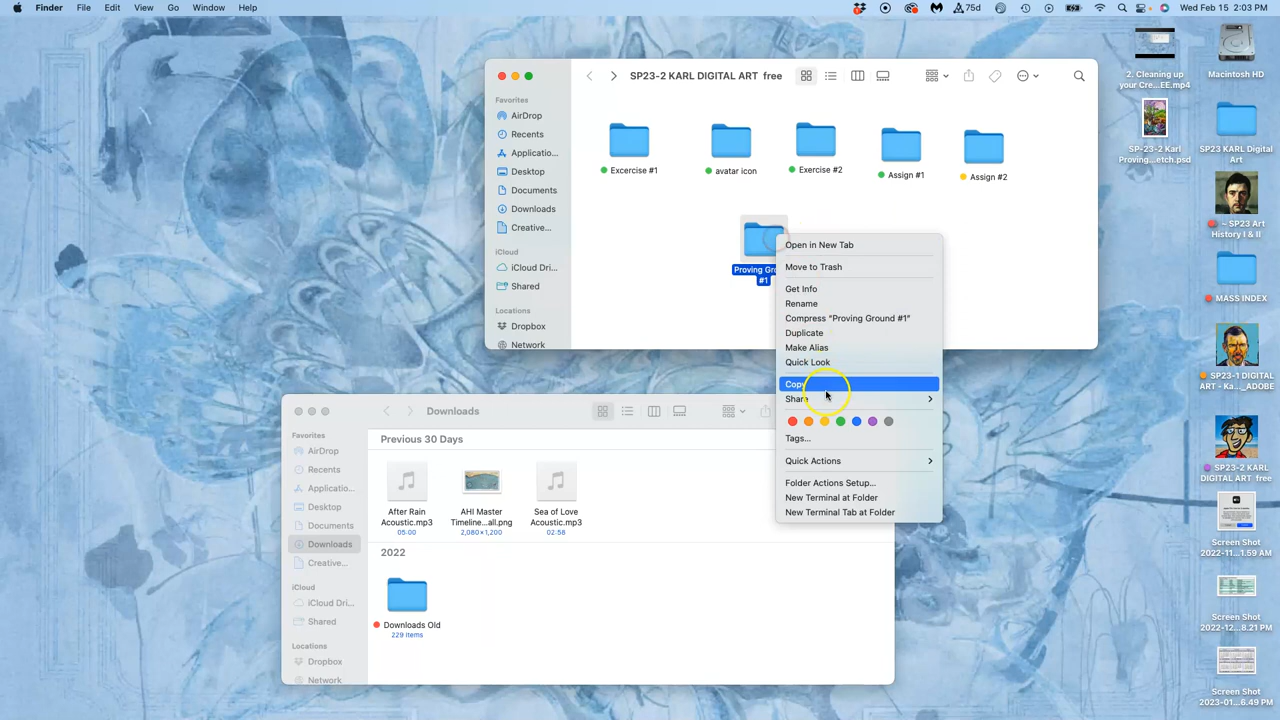 Finder File Edit View Go Window Help
75d
Wed Feb 15 2:03 PM
SP23-2 KARL DIGITAL ART free
Favorites
AirDrop
Recents
Applicatio...
Desktop
Documents
Downloads
Creative...
iCloud
iCloud Dri...
Shared
Locations
Dropbox
Network
Excercise #1
avatar icon
Exercise #2
Assign #1
Assign #2
Proving Gro
#1
Open in New Tab
Move to Trash
Get Info
Rename
Compress "Proving Ground #1"
Duplicate
Make Alias
Quick Look
Copy
Share
Tags...
Quick Actions
Folder Actions Setup...
New Terminal at Folder
New Terminal Tab at Folder
Downloads
Favorites
AirDrop
Recents
Applicatio...
Desktop
Documents
Downloads
Creative...
iCloud
iCloud Dri...
Shared
Locations
Dropbox
Network
Previous 30 Days
After Rain
Acoustic.mp3
05:00
AHI Master
Timeline...all.png
2,080×1,200
Sea of Love
Acoustic.mp3
02:58
2022
Downloads Old
229 items
2. Cleaning up
your Cre...EE.mp4
SP-23-2 Karl
Proving...etch.psd
Macintosh HD
SP23 KARL Digital
Art
~ SP23 Art
History I & II
MASS INDEX
SP23-1 DIGITAL
ART - Ka..._ADOBE
SP23-2 KARL
DIGITAL ART free
Screen Shot
2022-11...1.59 AM
Screen Shot
2022-12...8.21 PM
Screen Shot
2023-01...6.49 PM